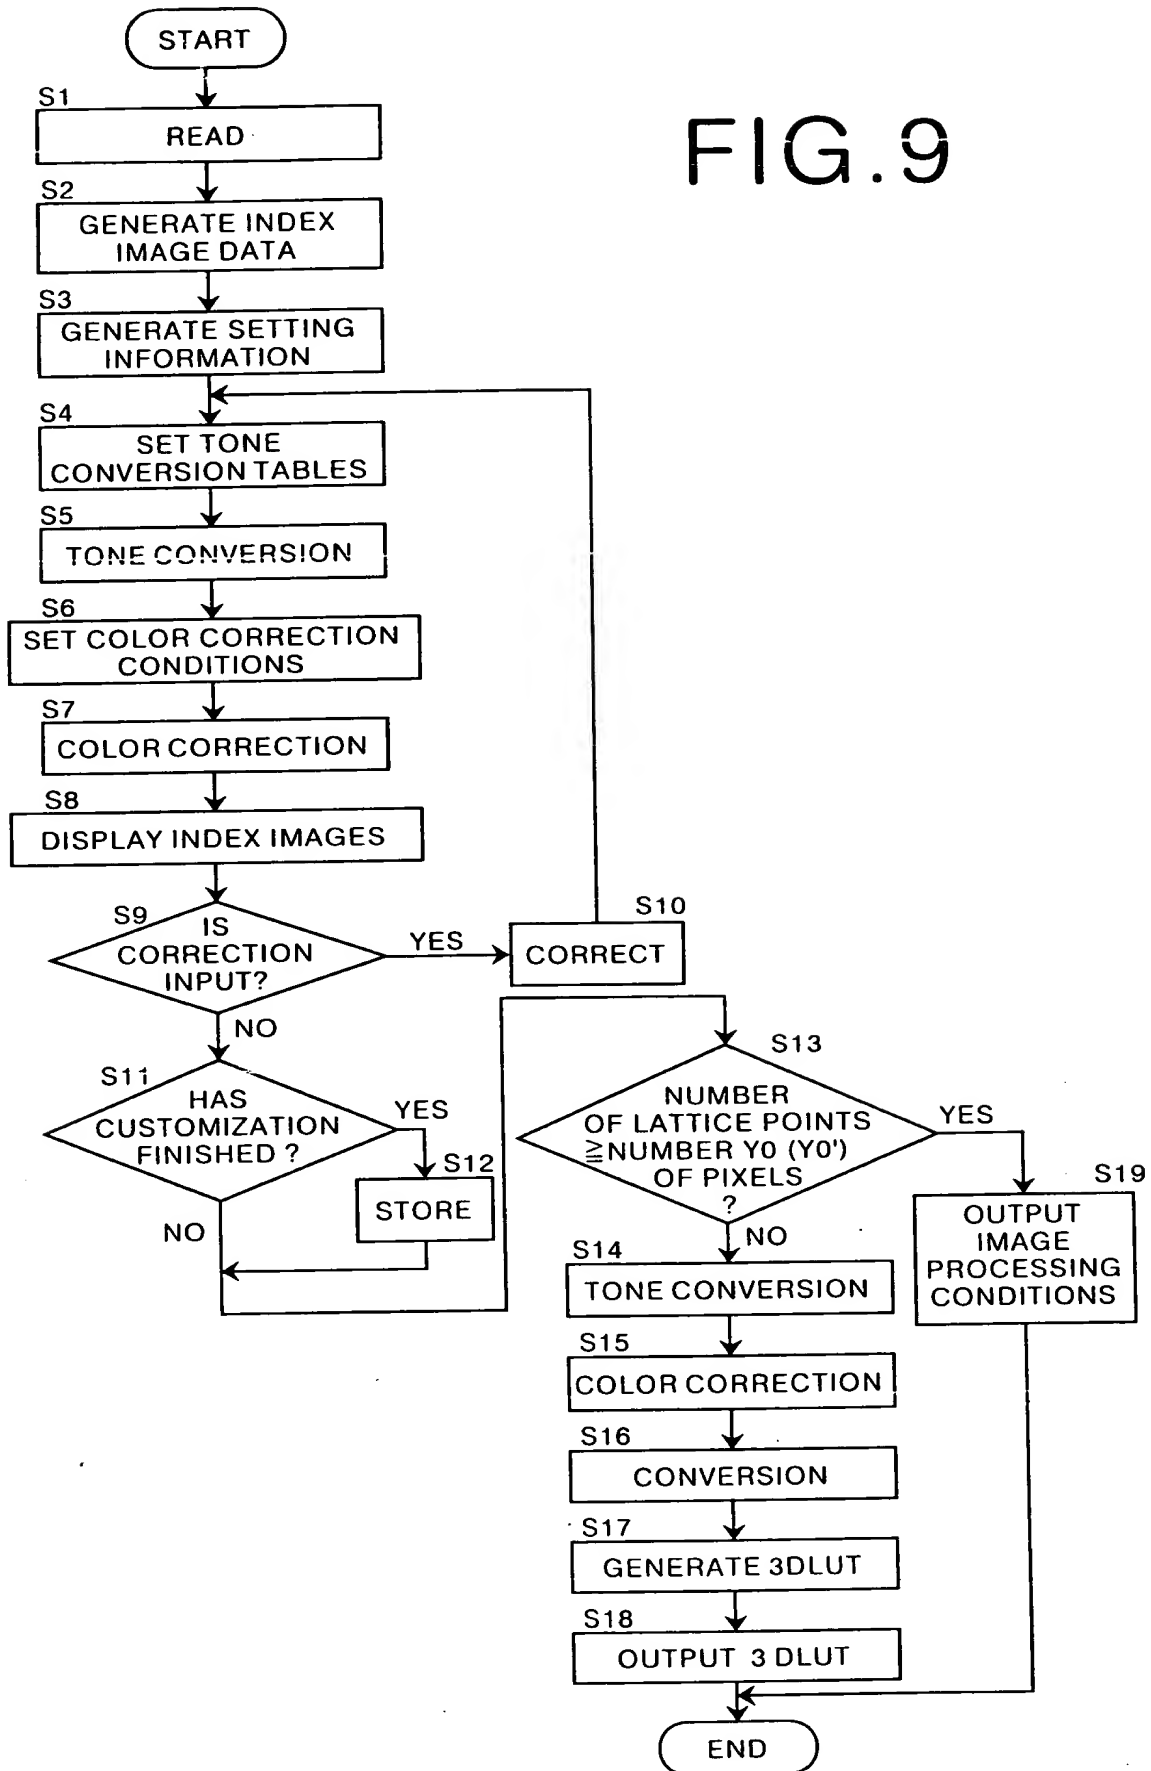 START
FIG.9
S1
READ
S2
GENERATE INDEX
IMAGE DATA
S3
GENERATE SETTING
INFORMATION
S4
SET TONE
CONVERSION TABLES
S5
TONE CONVERSION
S6
SET COLOR CORRECTION
CONDITIONS
S7
COLOR CORRECTION
S8
DISPLAY INDEX IMAGES
S9
IS
CORRECTION
INPUT?
YES
S10
CORRECT
NO
S11
HAS
CUSTOMIZATION
FINISHED ?
YES
S12
STORE
NO
S13
NUMBER
OF LATTICE POINTS
≧NUMBER Y0 (Y0')
OF PIXELS
?
YES
S19
OUTPUT
IMAGE
PROCESSING
CONDITIONS
NO
S14
TONE CONVERSION
S15
COLOR CORRECTION
S16
CONVERSION
S17
GENERATE 3DLUT
S18
OUTPUT 3 DLUT
END